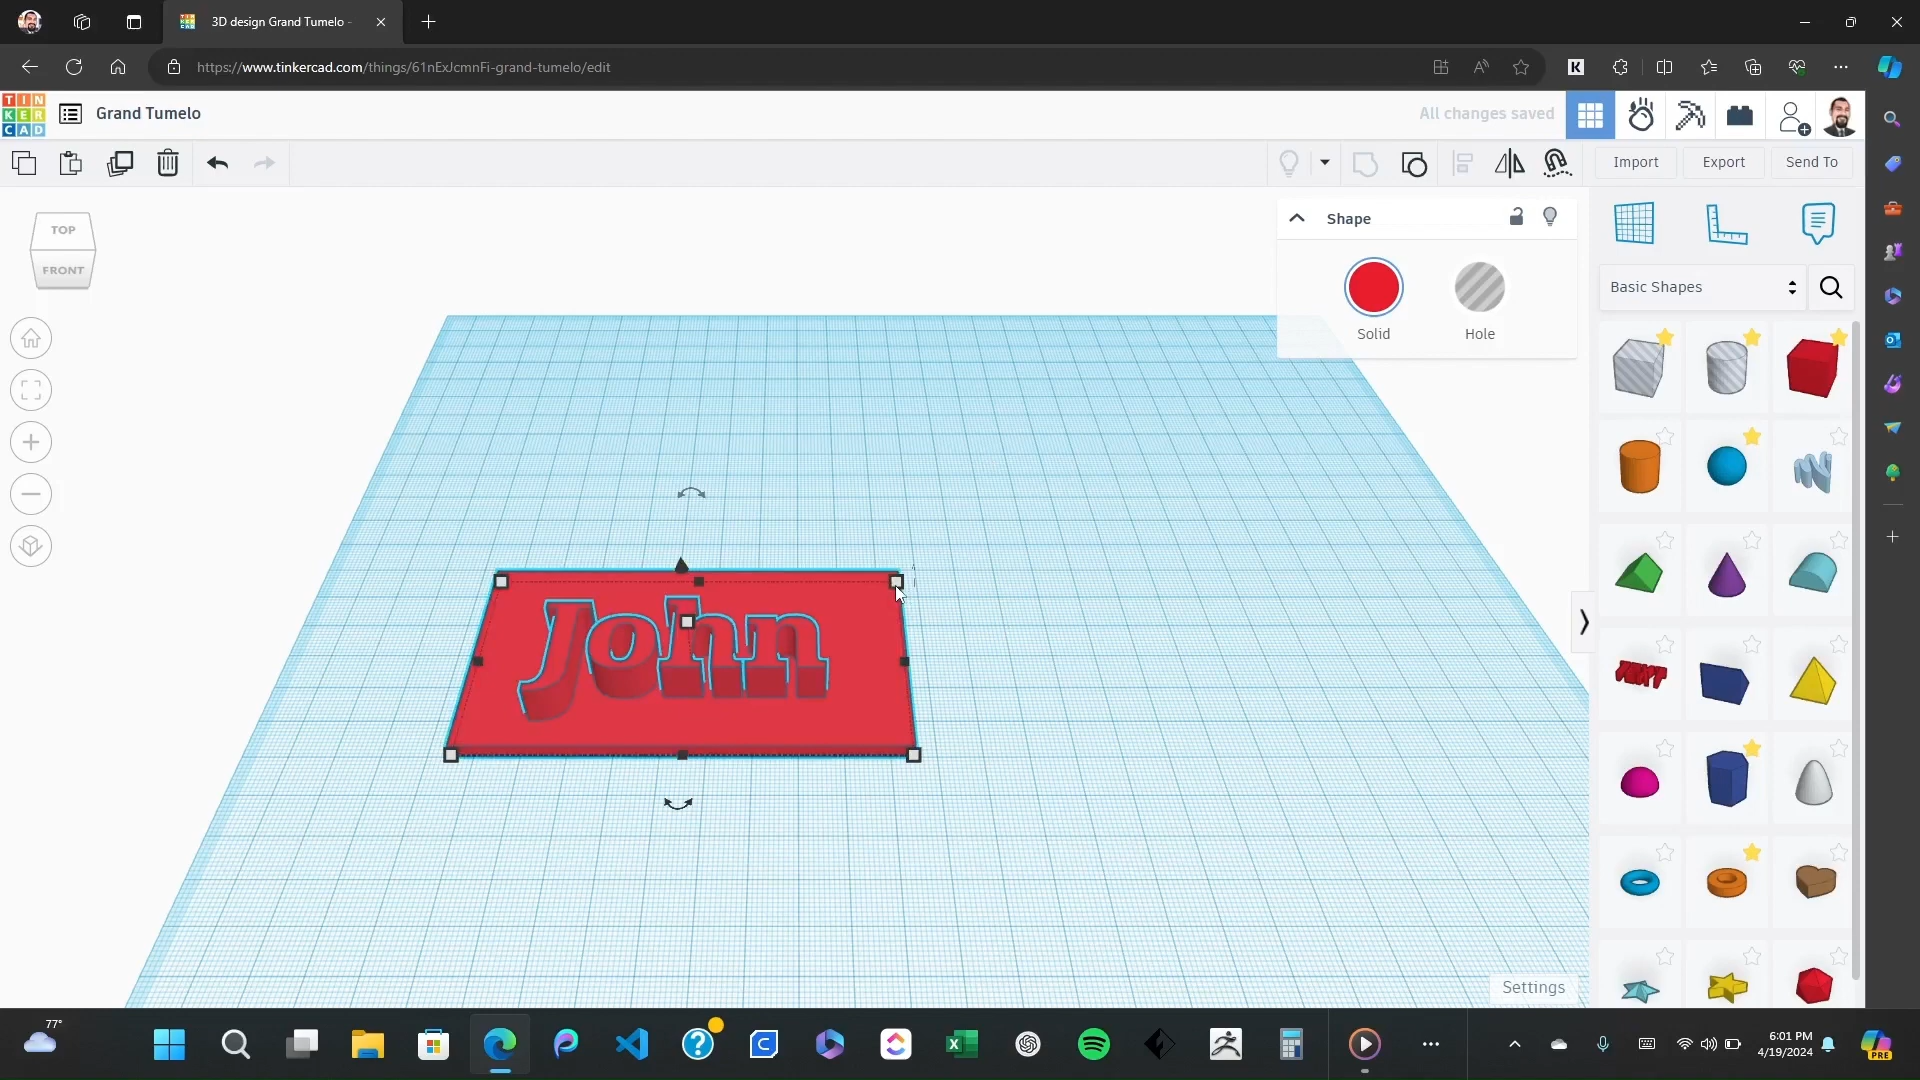 3D design Grand Tumelo -
https://www.tinkercad.com/things/61nExJcmnFi-grand-tumelo/edit
TIN
KER
CAD
Grand Tumelo
All changes saved
Import
Export
Send To
TOP
FRONT
Shape
Solid
Hole
Basic Shapes
John
Settings
77°
6:01 PM
4/19/2024
PRE